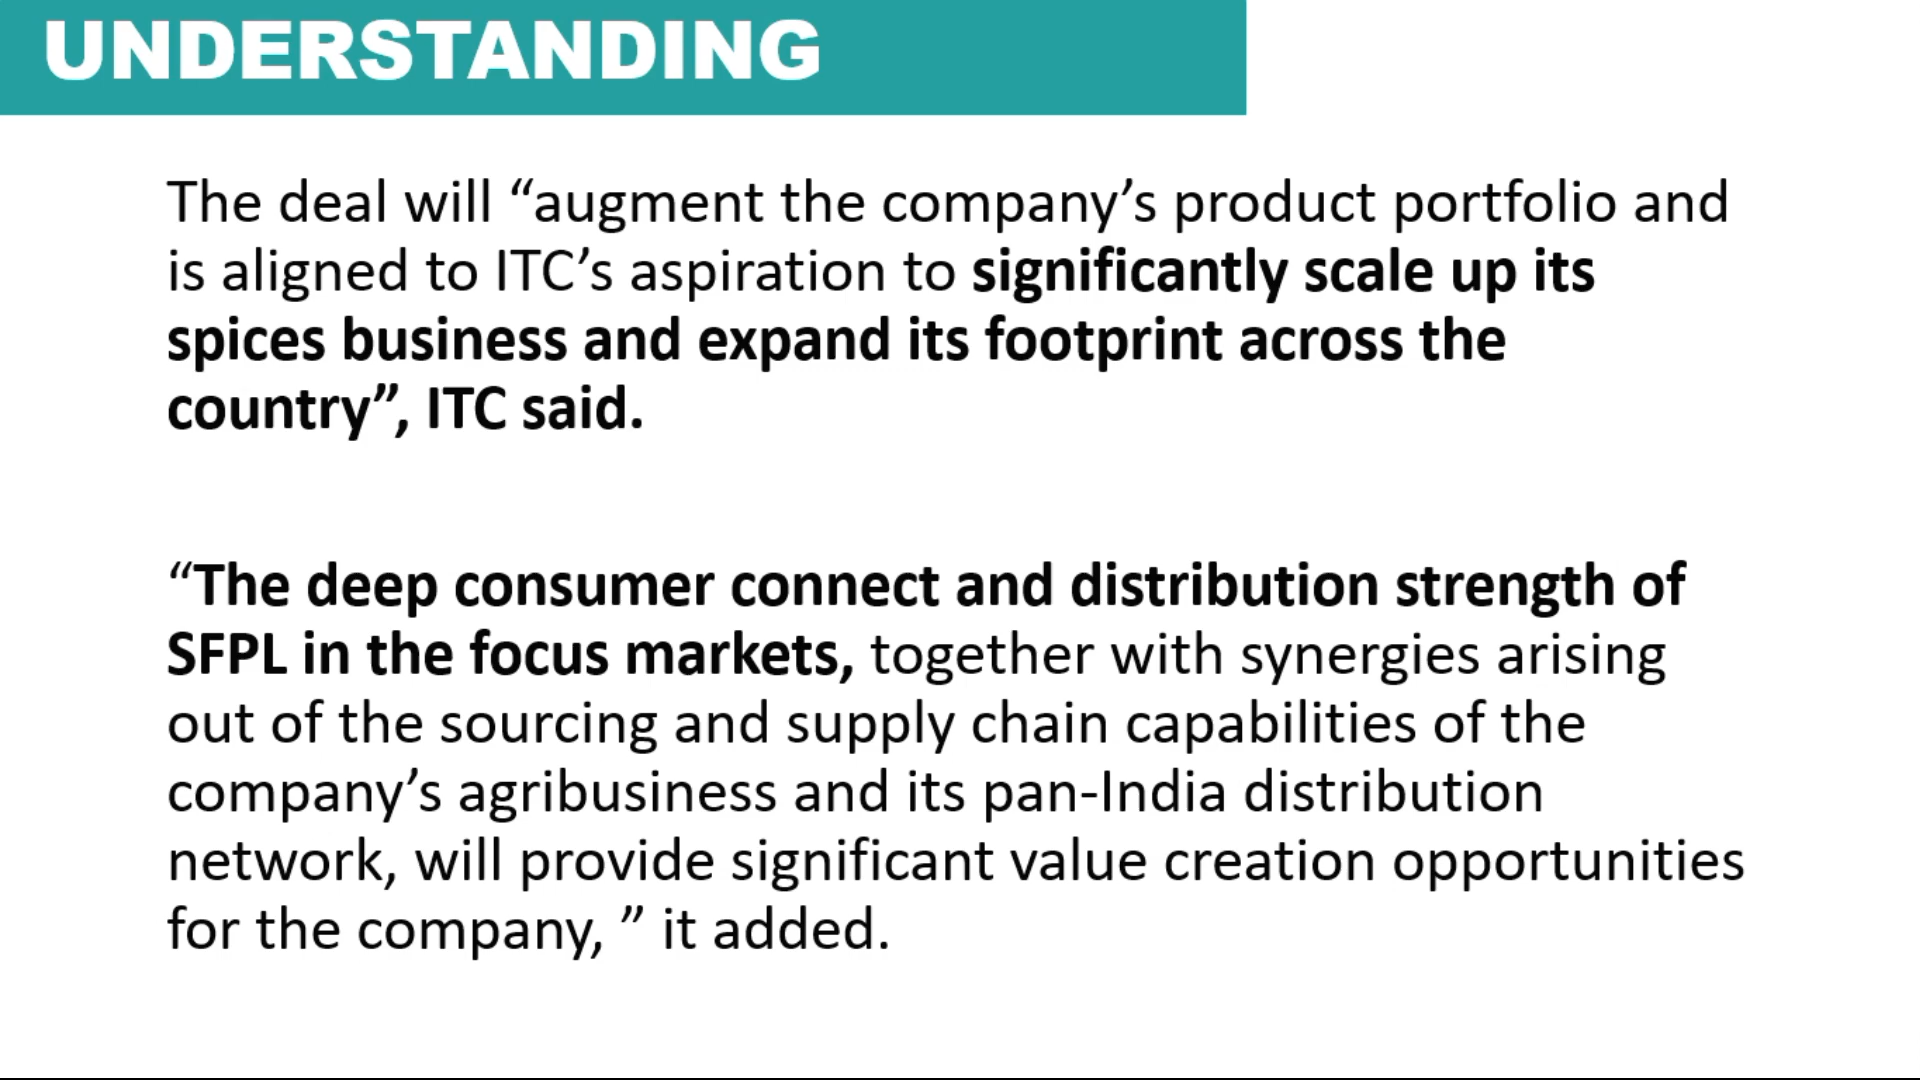 UNDERSTANDING
The deal will “augment the company’s product portfolio and
is aligned to ITC’s aspiration to significantly scale up its
spices business and expand its footprint across the
country”, ITC said.
“The deep consumer connect and distribution strength of
SFPL in the focus markets, together with synergies arising
out of the sourcing and supply chain capabilities of the
company’s agribusiness and its pan-India distribution
network, will provide significant value creation opportunities
for the company, ” it added.